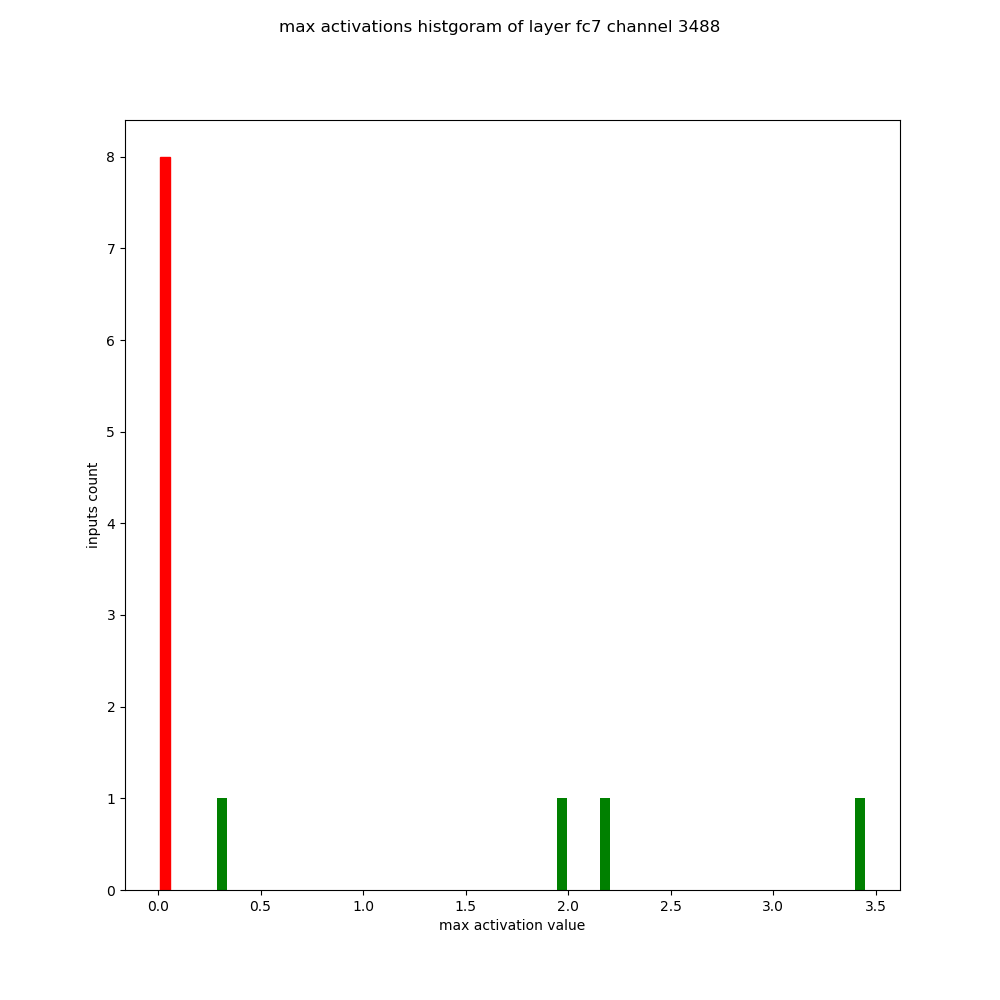 max activations histgoram of layer fc7 channel 3488
8
7
6
5
4
3
2
1
0
inputs count
0.0 0.5 1.0 1.5 2.0 2.5 3.0 3.5
max activation value